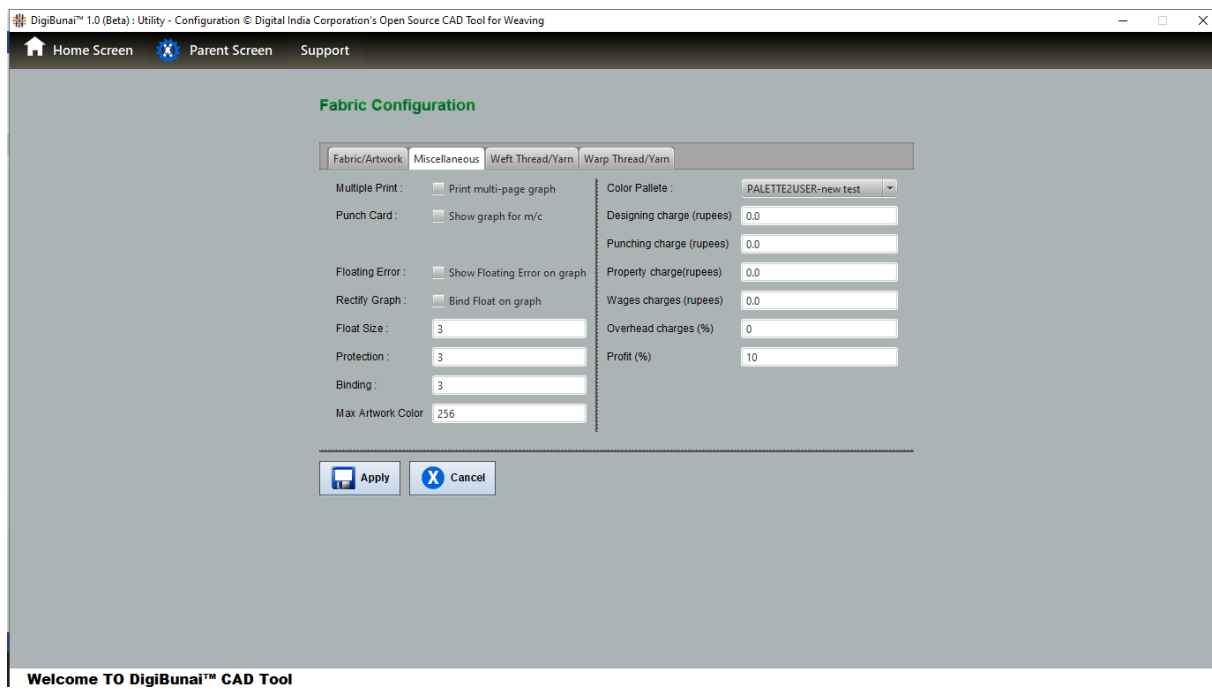 DigiBunai™ 1.0 (Beta) : Utility - Configuration © Digital India Corporation's Open Source CAD Tool for Weaving
Home Screen Parent Screen Support
Fabric Configuration
Fabric/Artwork Miscellaneous Weft Thread/Yarn Warp Thread/Yarn
Multiple Print : Print multi-page graph
Punch Card : Show graph for m/c
Floating Error : Show Floating Error on graph
Rectify Graph : Bind Float on graph
Float Size : 3
Protection : 3
Binding : 3
Max Artwork Color 256
Color Pallete : PALETTE2USER-new test
Designing charge (rupees) 0.0
Punching charge (rupees) 0.0
Property charge(rupees) 0.0
Wages charges (rupees) 0.0
Overhead charges (%) 0
Profit (%) 10
Apply X Cancel
Welcome TO DigiBunai™ CAD Tool